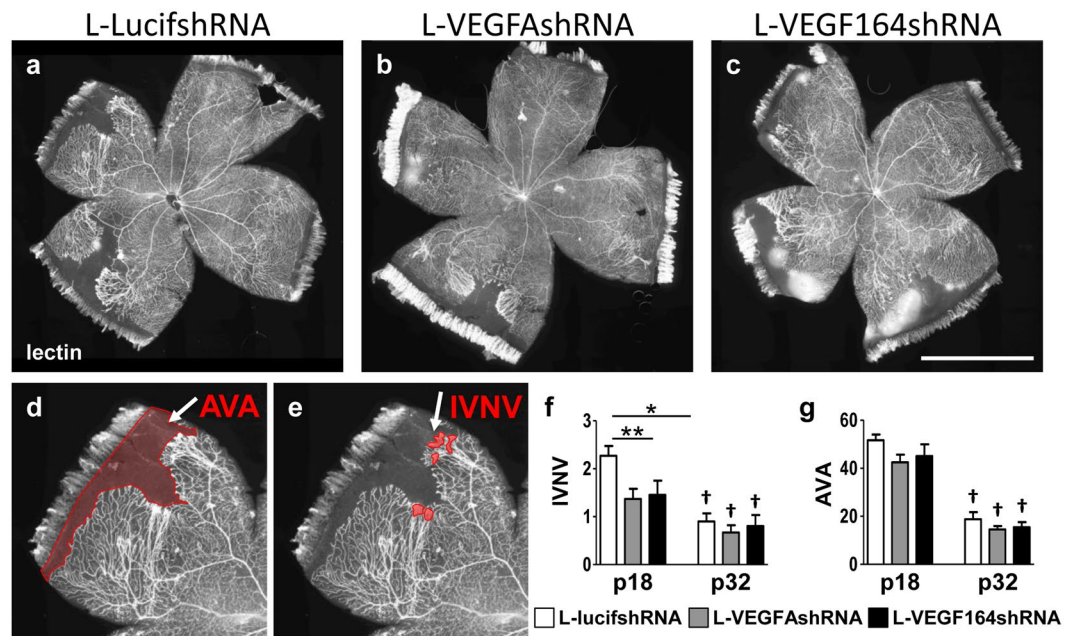 L-LucifshRNA L-VEGFAshRNA L-VEGF164shRNA
a b c
lectin
d AVA e IVNV f g
* 
**
3
2
1
0
IVNV
† † †
p18 p32
60
40
20
0
AVA
† † †
p18 p32
L-lucifshRNA L-VEGFAshRNA L-VEGF164shRNA